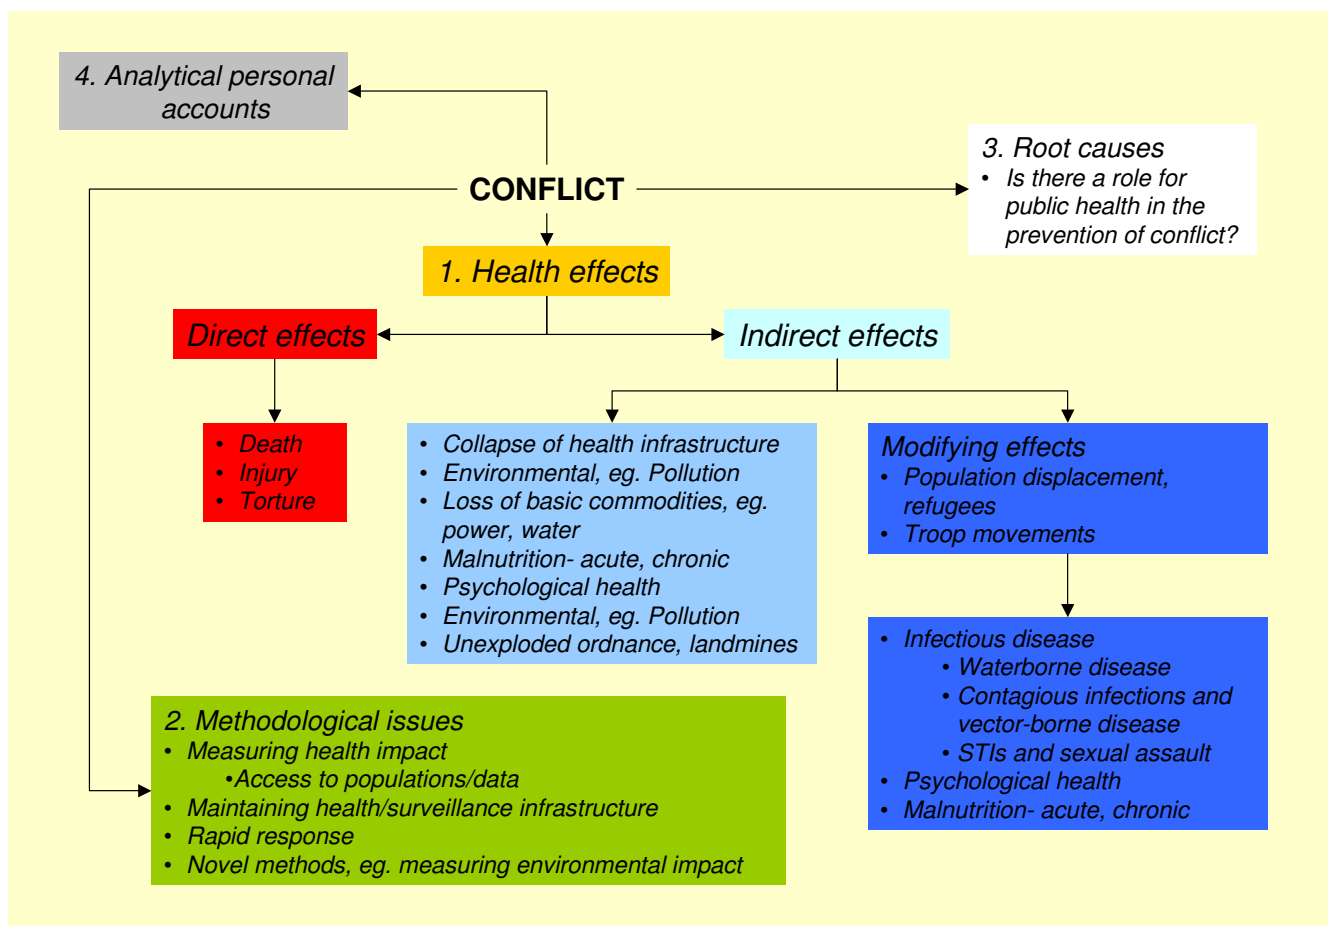 4. Analytical personal
accounts
3. Root causes
• Is there a role for
public health in the
prevention of conflict?
CONFLICT
1. Health effects
Direct effects
Indirect effects
• Death
• Injury
• Torture
• Collapse of health infrastructure
• Environmental, eg. Pollution
• Loss of basic commodities, eg.
power, water
• Malnutrition- acute, chronic
• Psychological health
• Environmental, eg. Pollution
• Unexploded ordnance, landmines
Modifying effects
• Population displacement,
refugees
• Troop movements
• Infectious disease
• Waterborne disease
• Contagious infections and
vector-borne disease
• STIs and sexual assault
• Psychological health
• Malnutrition- acute, chronic
2. Methodological issues
• Measuring health impact
•Access to populations/data
• Maintaining health/surveillance infrastructure
• Rapid response
• Novel methods, eg. measuring environmental impact